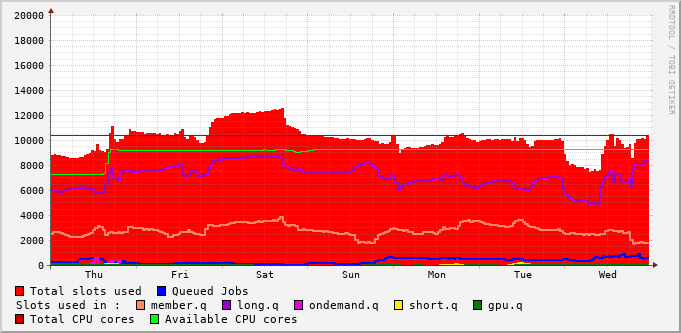 20000
18000
16000
14000
12000
10000
8000
6000
4000
2000
0
Thu Fri Sat Sun Mon Tue Wed
Total slots used Queued Jobs
Slots used in : member.q long.q ondemand.q short.q gpu.q
Total CPU cores Available CPU cores
RRDTOOL / TOBI OETIKER